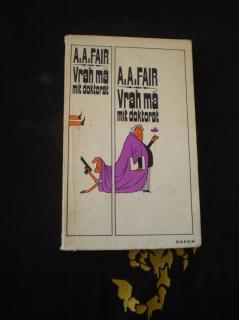 A.A.FAIR
Vrah má
mít doktorát
A.A.FAIR
Vrah má
mít doktorát
ODEON